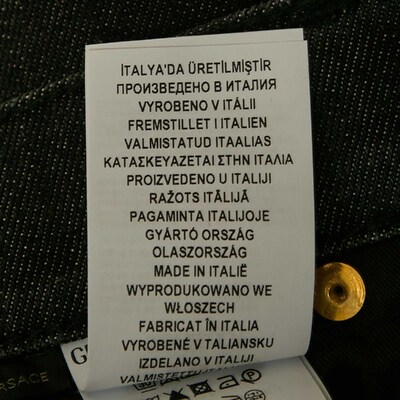 İTALYA'DA ÜRETİLMİŞTİR
ПРОИЗВЕДЕНО В ИТАЛИЯ
VYROBENO V ITÁLII
FREMSTILLET I ITALIEN
VALMISTATUD ITAALIAS
ΚΑΤΑΣΚΕΥΑΖΕΤΑΙ ΣΤΗΝ ΙΤΑΛΙΑ
PROIZVEDENO U ITALIJI
RAŽOTS ITĀLIJĀ
PAGAMINTA ITALIJOJE
GYÁRTÓ ORSZÁG
OLASZORSZÁG
MADE IN ITALIË
WYPRODUKOWANO WE
WŁOSZECH
FABRICAT ÎN ITALIA
VYROBENÉ V TALIANSKU
IZDELANO V ITALIJI